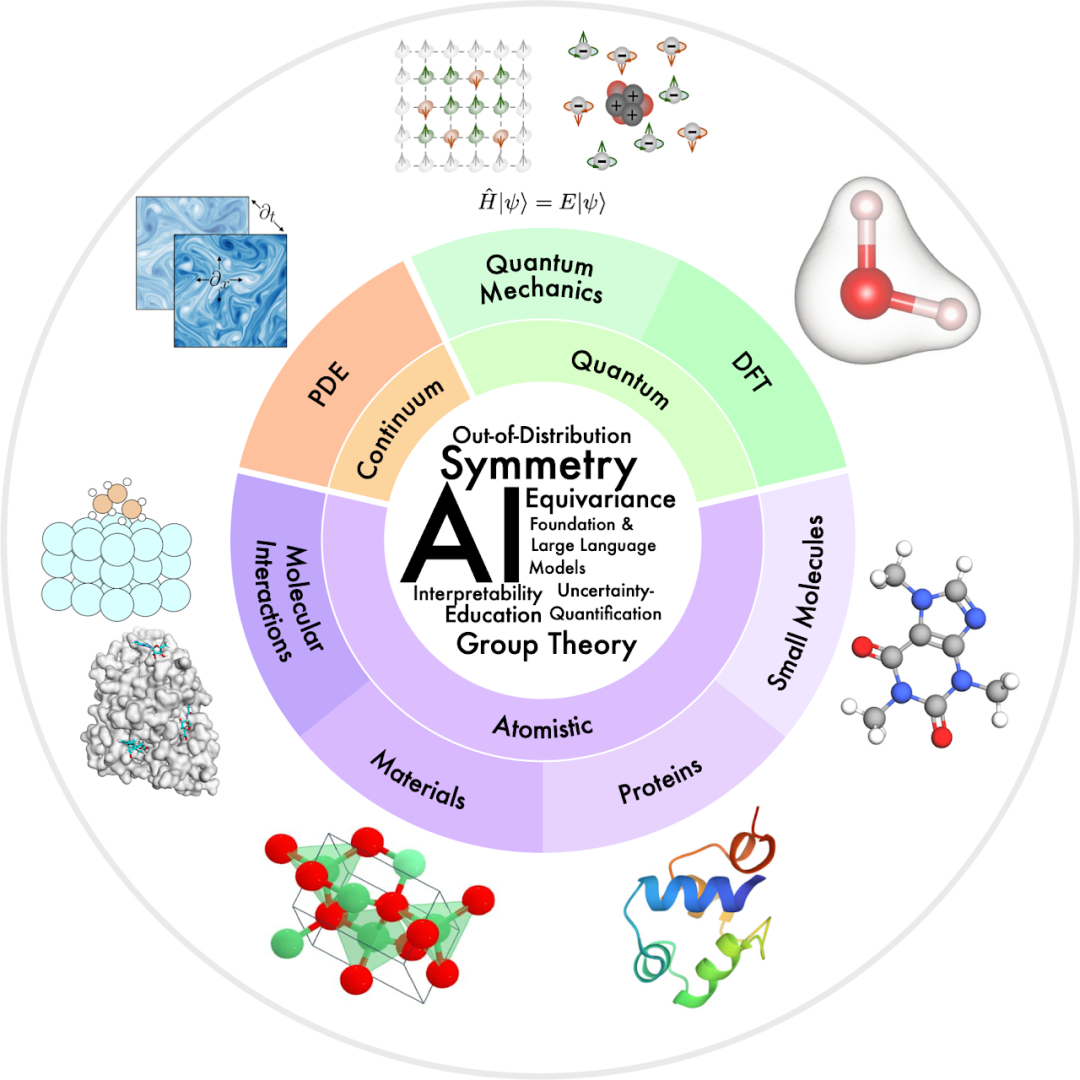 Ĥ|ψ⟩ = E|ψ⟩
∂t
∂x
Quantum
Mechanics
DFT
PDE
Quantum
Continuum
Out-of-Distribution
Symmetry
AI
Equivariance
Foundation &
Large Language
Models
Interpretability
Uncertainty-
Education
Quantification
Group Theory
Molecular
Interactions
Small Molecules
Atomistic
Materials
Proteins